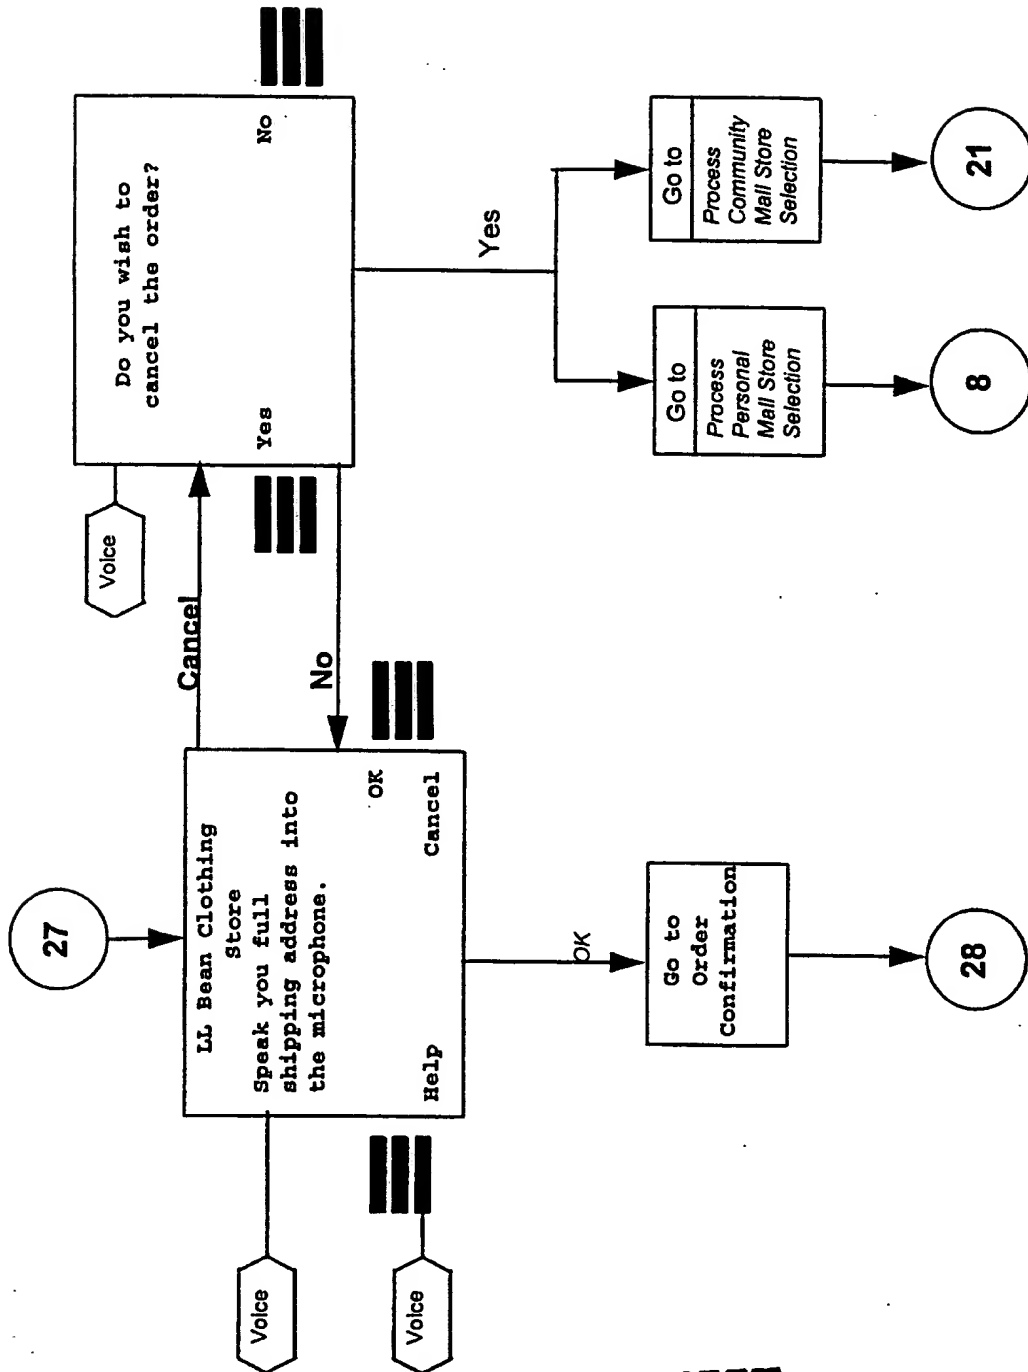 27
LL Bean Clothing
Store
Speak you full
shipping address into
the microphone.
OK
Help
Cancel
Voice
Voice
Cancel
No
Voice
Do you wish to
cancel the order?
Yes
No
OK
Go to
Order
Confirmation
28
Yes
Go to
Process
Personal
Mall Store
Selection
8
Go to
Process
Community
Mall Store
Selection
21